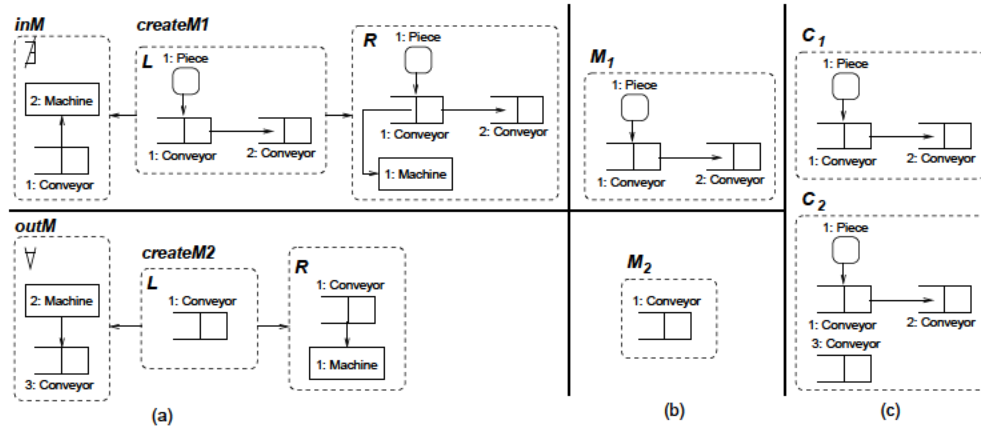 inM
createM1
∄
2: Machine
1: Conveyor
L
1: Piece
1: Conveyor
2: Conveyor
R
1: Piece
1: Conveyor
2: Conveyor
1: Machine
outM
createM2
∀
2: Machine
3: Conveyor
L
1: Conveyor
R
1: Conveyor
1: Machine
(a)
M1
1: Piece
1: Conveyor
2: Conveyor
M2
1: Conveyor
(b)
C1
1: Piece
1: Conveyor
2: Conveyor
C2
1: Piece
1: Conveyor
2: Conveyor
3: Conveyor
(c)